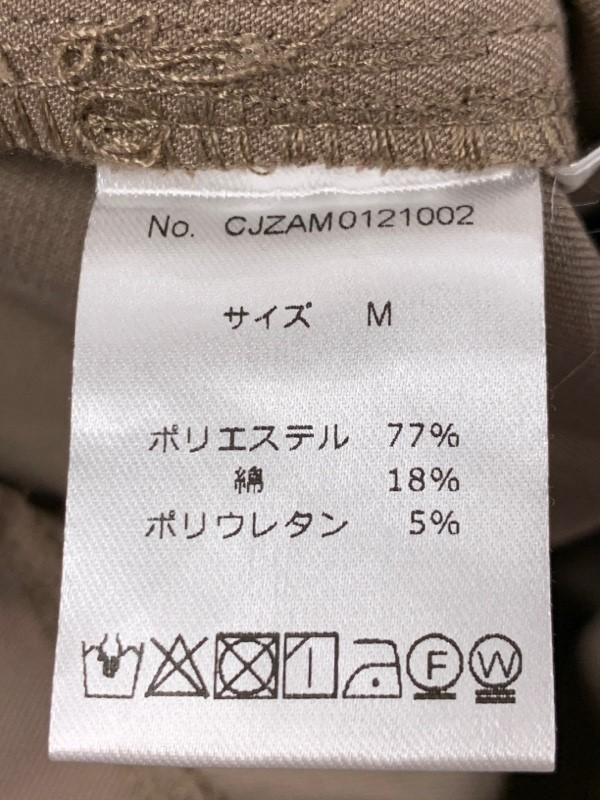 No. CJZAM0121002
サイズ M
ポリエステル 77%
綿 18%
ポリウレタン 5%
F W